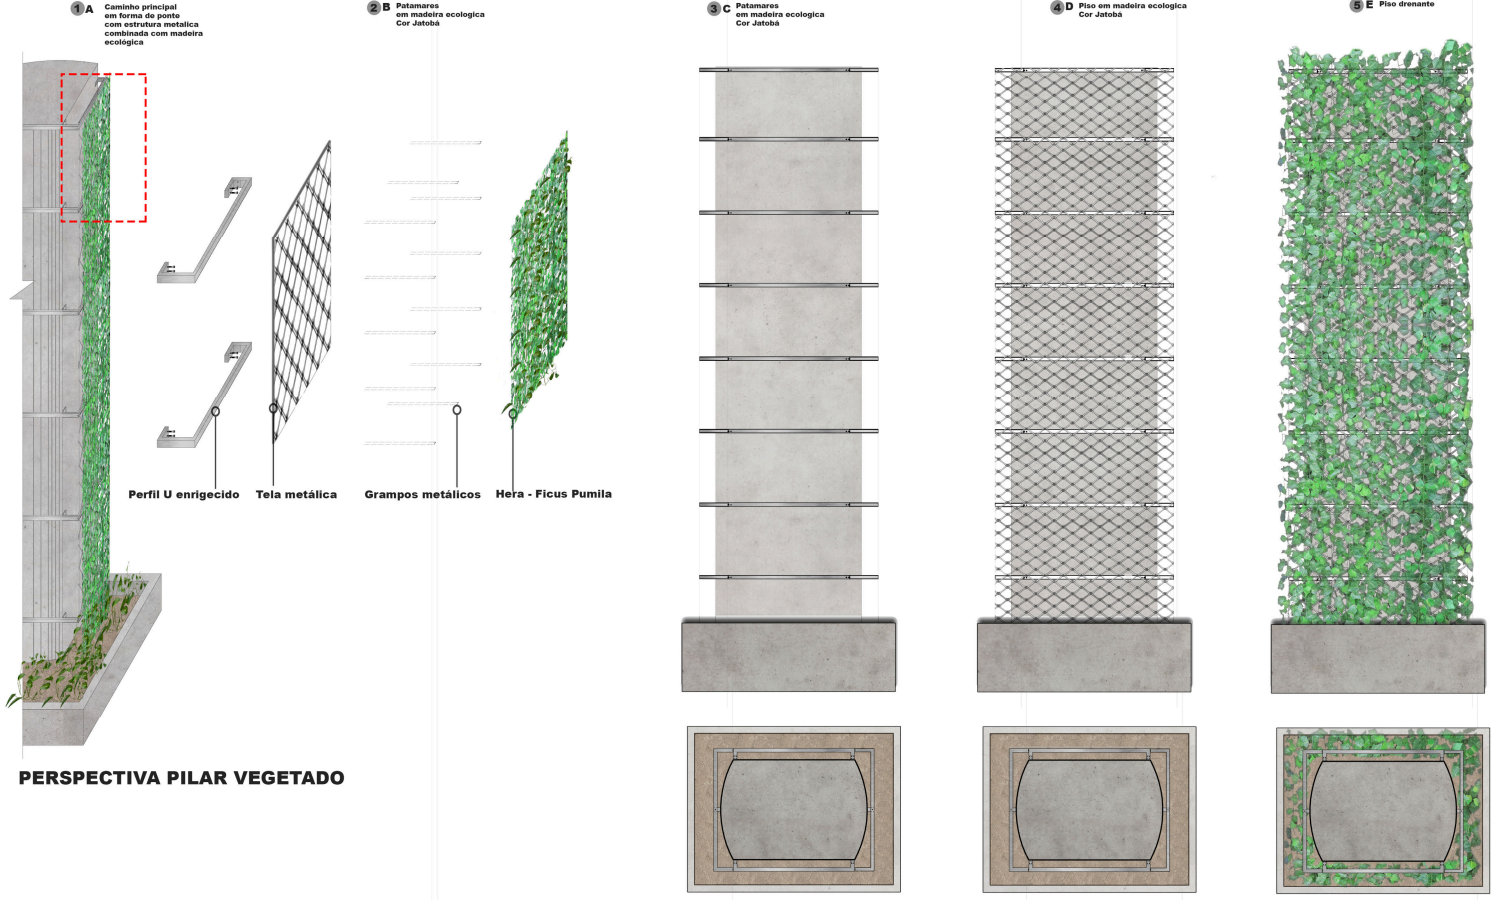 1 A Caminho principal
em forma de ponte
com estrutura metalica
combinada com madeira
ecológica
2 B Patamares
em madeira ecologica
Cor Jatobá
3 C Patamares
em madeira ecologica
Cor Jatobá
4 D Piso em madeira ecologica
Cor Jatobá
5 E Piso drenante
Perfil U enrigecido
Tela metálica
Grampos metálicos
Hera - Ficus Pumila
PERSPECTIVA PILAR VEGETADO